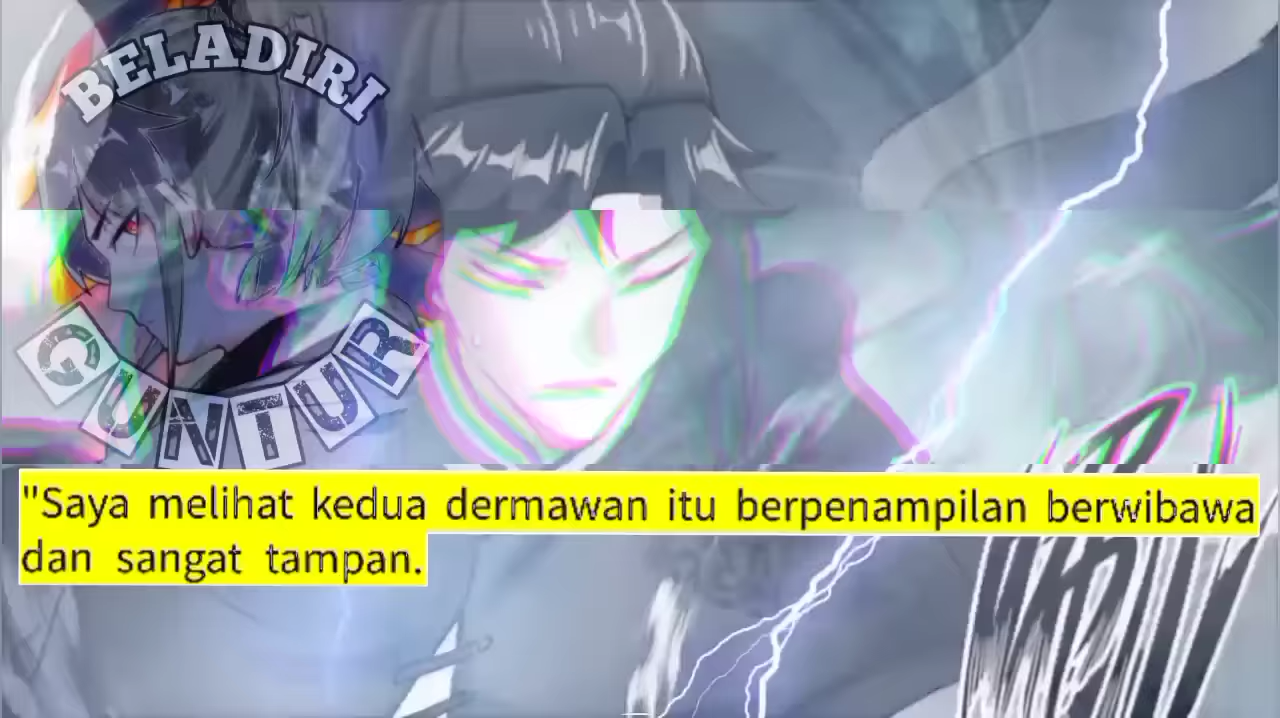 BELADIRI
GUNTUR
"Saya melihat kedua dermawan itu berpenampilan berwibawa
dan sangat tampan.